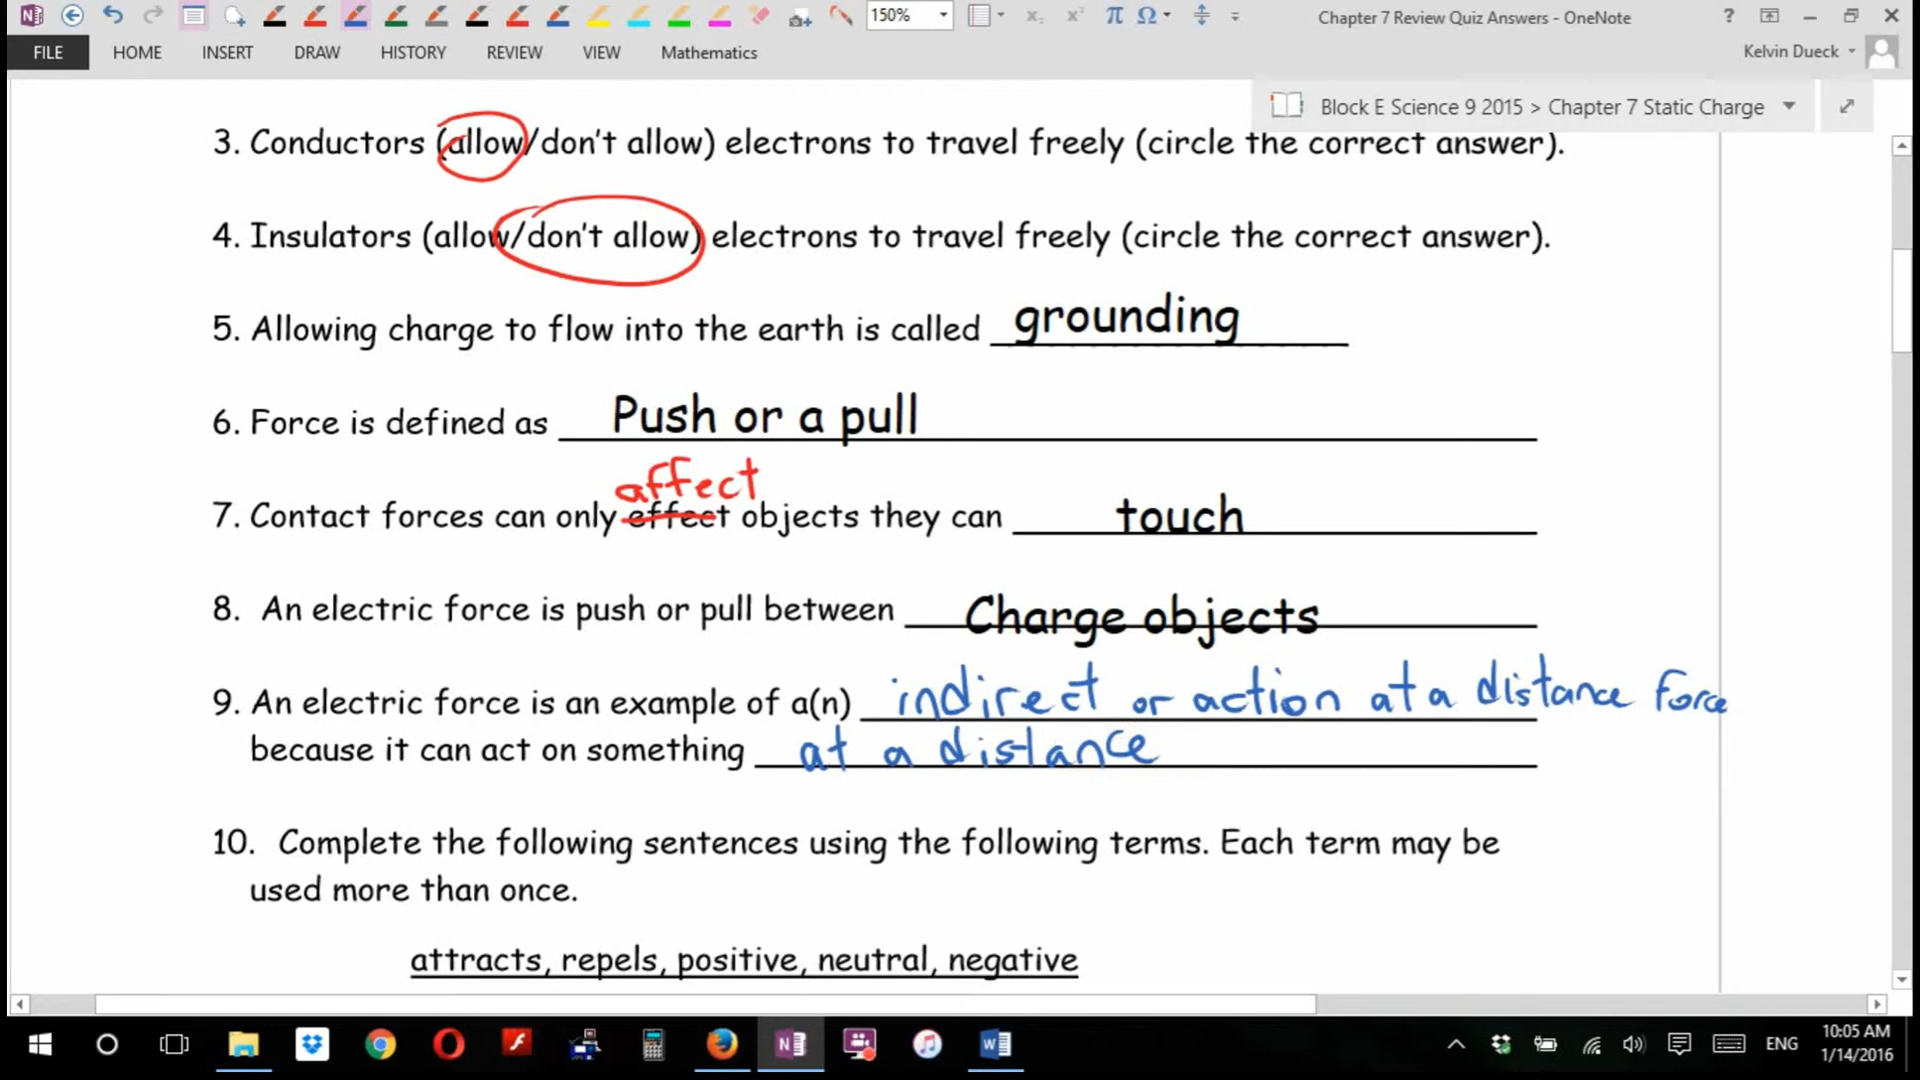 150%
Chapter 7 Review Quiz Answers - OneNote
FILE HOME INSERT DRAW HISTORY REVIEW VIEW Mathematics
Kelvin Dueck
Block E Science 9 2015 > Chapter 7 Static Charge
3. Conductors (allow/don't allow) electrons to travel freely (circle the correct answer).
4. Insulators (allow/don't allow) electrons to travel freely (circle the correct answer).
5. Allowing charge to flow into the earth is called grounding
6. Force is defined as Push or a pull
affect
7. Contact forces can only effect objects they can touch
8. An electric force is push or pull between Charge objects
9. An electric force is an example of a(n) indirect or action at a distance force
because it can act on something at a distance
10. Complete the following sentences using the following terms. Each term may be
used more than once.
attracts, repels, positive, neutral, negative
ENG
10:05 AM
1/14/2016